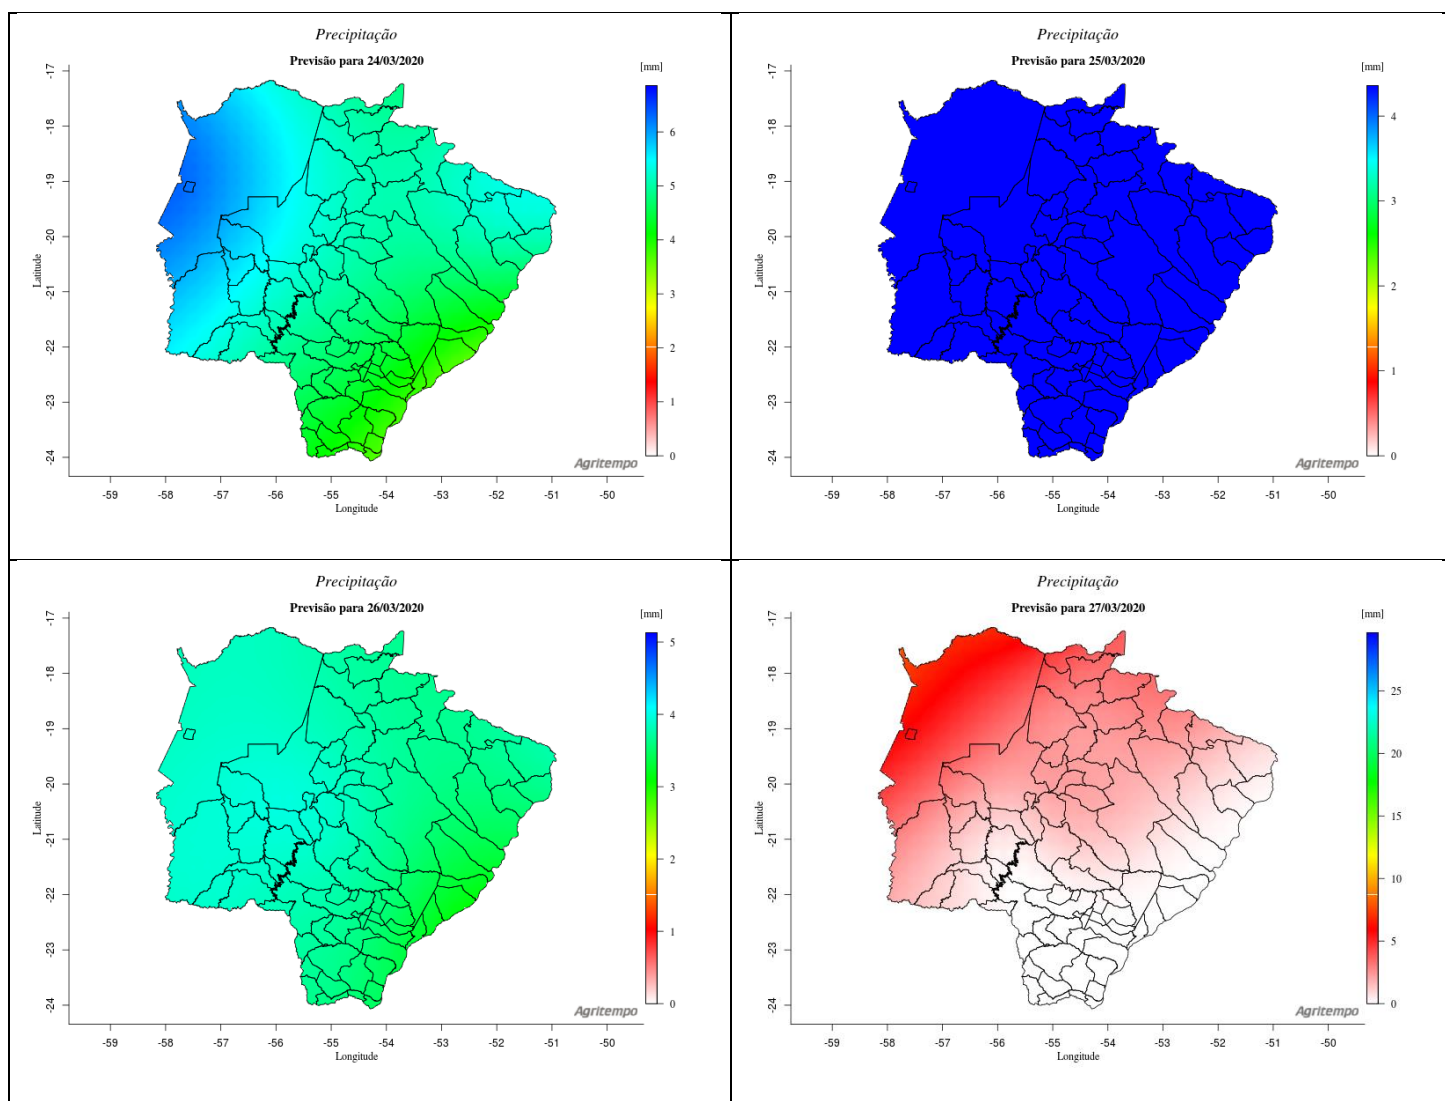 Precipitação
Previsão para 24/03/2020
[mm]
6
5
4
3
2
1
0
Latitude
-17
-18
-19
-20
-21
-22
-23
-24
Agritempo
-59 -58 -57 -56 -55 -54 -53 -52 -51 -50
Longitude
Precipitação
Previsão para 25/03/2020
[mm]
4
3
2
1
0
Latitude
-17
-18
-19
-20
-21
-22
-23
-24
Agritempo
-59 -58 -57 -56 -55 -54 -53 -52 -51 -50
Longitude
Precipitação
Previsão para 26/03/2020
[mm]
5
4
3
2
1
0
Latitude
-17
-18
-19
-20
-21
-22
-23
-24
Agritempo
-59 -58 -57 -56 -55 -54 -53 -52 -51 -50
Longitude
Precipitação
Previsão para 27/03/2020
[mm]
25
20
15
10
5
0
Latitude
-17
-18
-19
-20
-21
-22
-23
-24
Agritempo
-59 -58 -57 -56 -55 -54 -53 -52 -51 -50
Longitude